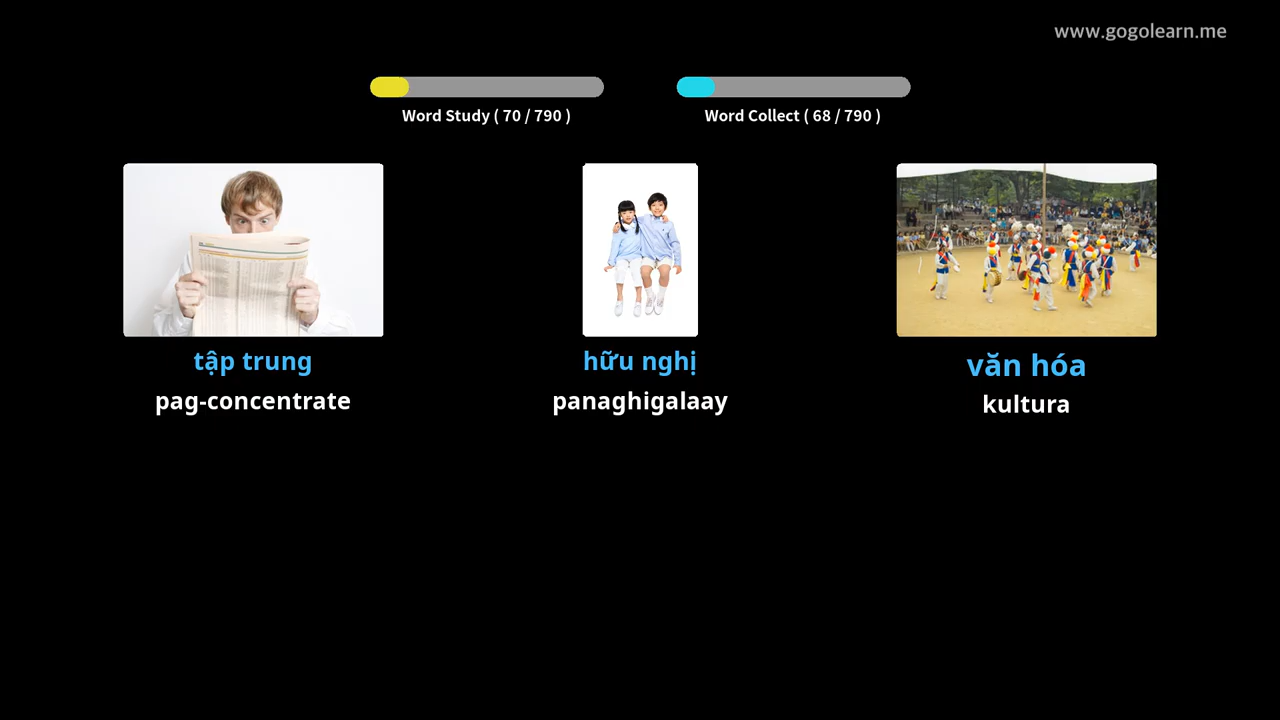 www.gogolearn.me
Word Study ( 70 / 790 )
Word Collect ( 68 / 790 )
tập trung
pag-concentrate
hữu nghị
panaghigalaay
văn hóa
kultura